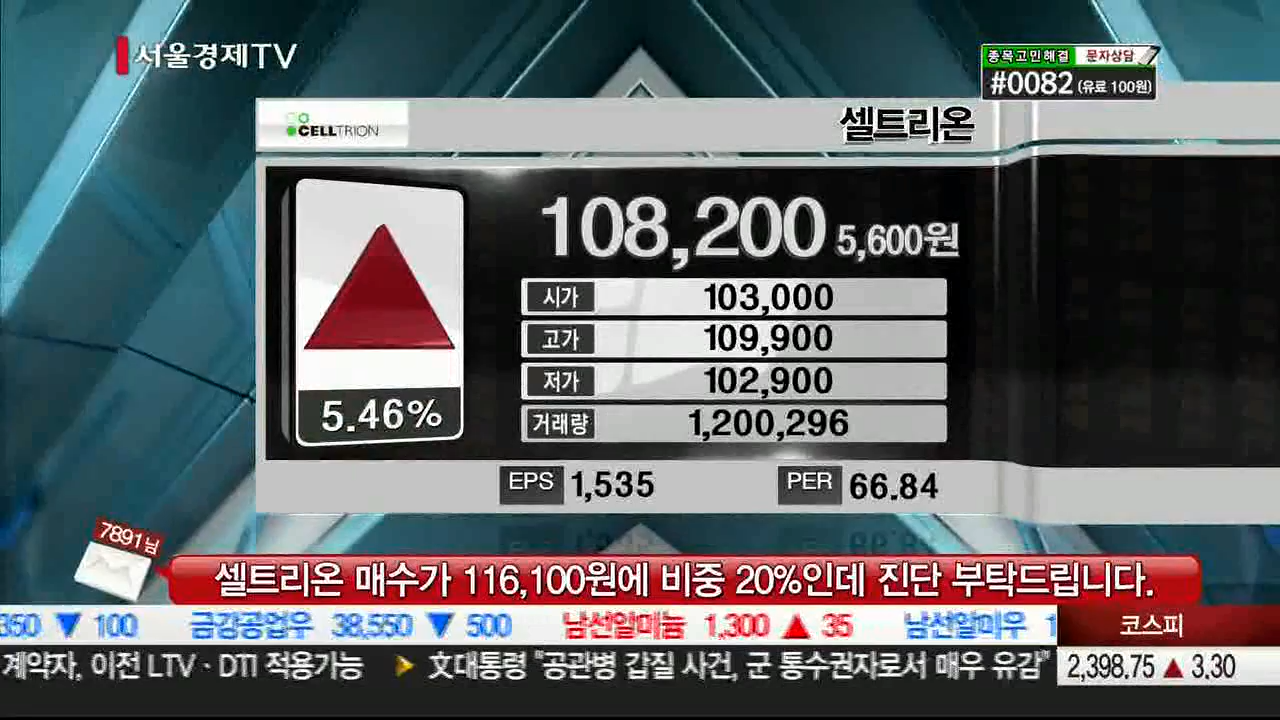 서울경제TV
종목고민해결 문자상담
#0082 (유료 100원)
CELLTRION
셀트리온
108,200 5,600원
5.46%
시가 103,000
고가 109,900
저가 102,900
거래량 1,200,296
EPS 1,535
PER 66.84
7891님
셀트리온 매수가 116,100원에 비중 20%인데 진단 부탁드립니다.
350 ▼ 100 금강공업우 38,550 ▼ 500 남선알미늄 1,300 ▲ 35 남선알미우 1
코스피
계약자, 이전 LTV·DTI 적용가능 ▶ 文대통령 "공관병 갑질 사건, 군 통수권자로서 매우 유감"
2,398.75 ▲ 3.30